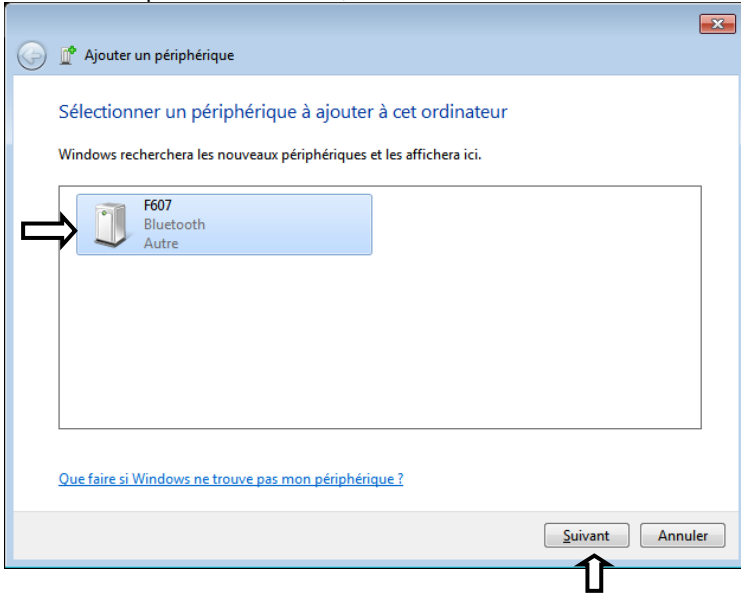 Ajouter un périphérique
Sélectionner un périphérique à ajouter à cet ordinateur
Windows recherchera les nouveaux périphériques et les affichera ici.
F607
Bluetooth
Autre
Que faire si Windows ne trouve pas mon périphérique ?
Suivant Annuler